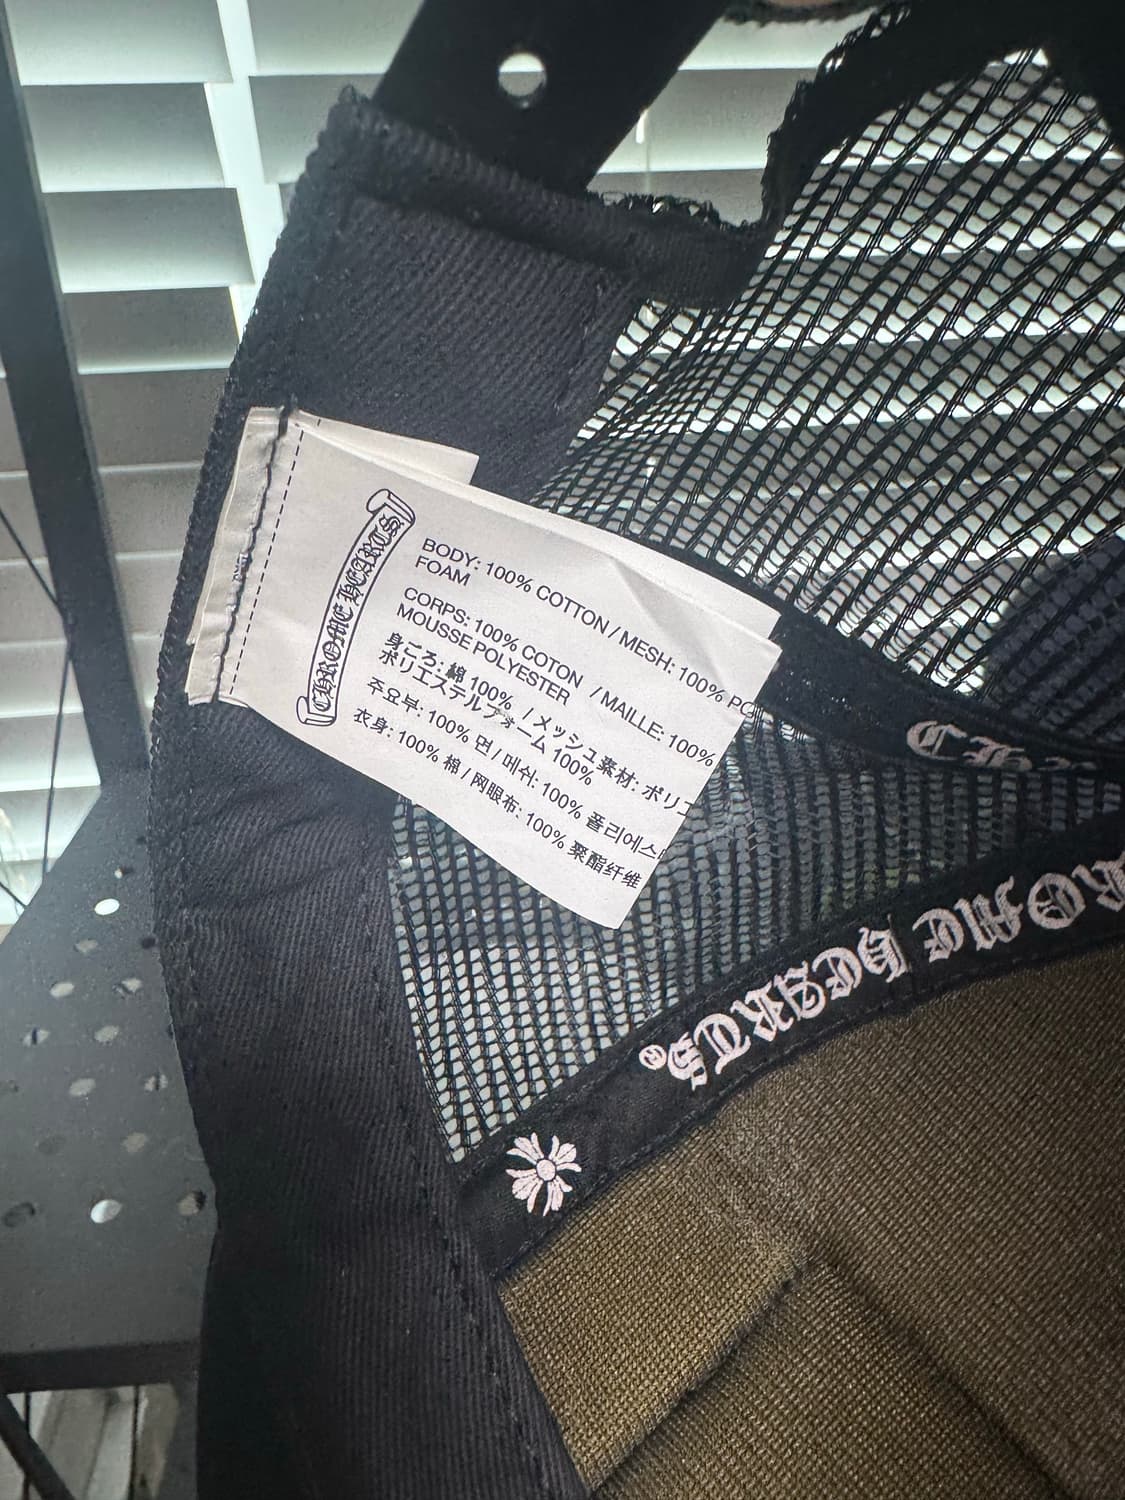 CHROME HEARTS
BODY: 100% COTTON / MESH: 100%
FOAM
CORPS: 100% COTON / MAILLE: 100%
MOUSSE POLYESTER
身ごろ: 綿 100% / メッシュ素材: ポリエ
ポリエステルフォーム 100%
주요부: 100% 면 / 메쉬: 100% 폴리에스
衣身: 100% 棉 / 网眼布: 100% 聚酯纤维
CH
ROME HEARTS®